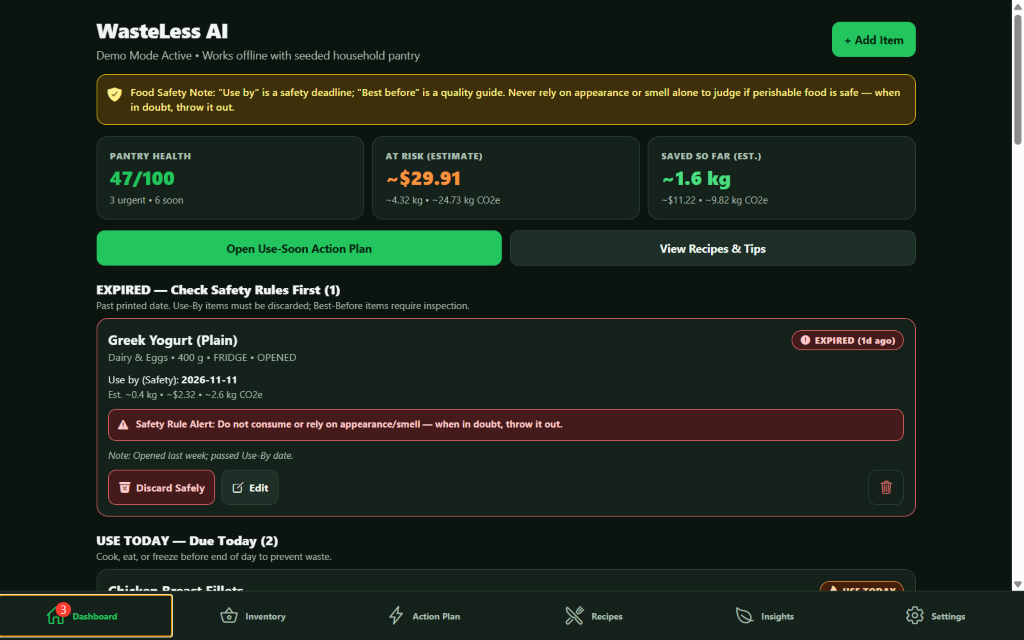 WasteLess AI
Demo Mode Active • Works offline with seeded household pantry
+ Add Item
Food Safety Note: "Use by" is a safety deadline; "Best before" is a quality guide. Never rely on appearance or smell alone to judge if perishable food is safe — when
in doubt, throw it out.
PANTRY HEALTH
47/100
3 urgent • 6 soon
AT RISK (ESTIMATE)
~$29.91
~4.32 kg • ~24.73 kg CO2e
SAVED SO FAR (EST.)
~1.6 kg
~$11.22 • ~9.82 kg CO2e
Open Use-Soon Action Plan
View Recipes & Tips
EXPIRED — Check Safety Rules First (1)
Past printed date. Use-By items must be discarded; Best-Before items require inspection.
Greek Yogurt (Plain)
EXPIRED (1d ago)
Dairy & Eggs • 400 g • FRIDGE • OPENED
Use by (Safety): 2026-11-11
Est. ~0.4 kg • ~$2.32 • ~2.6 kg CO2e
Safety Rule Alert: Do not consume or rely on appearance/smell — when in doubt, throw it out.
Note: Opened last week; passed Use-By date.
Discard Safely
Edit
USE TODAY — Due Today (2)
Cook, eat, or freeze before end of day to prevent waste.
Chicken Breast Fillets
USE TODAY
3
Dashboard
Inventory
Action Plan
Recipes
Insights
Settings